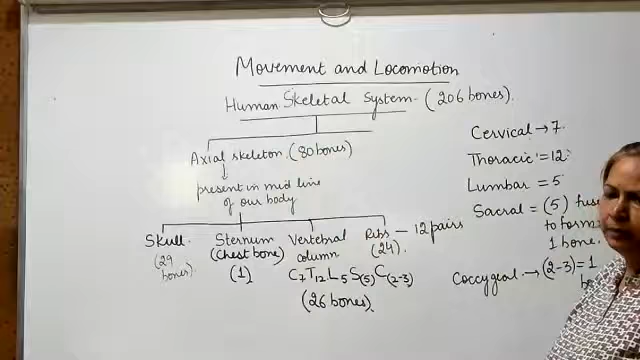 Movement and Locomotion
Human Skeletal System - (206 bones).
Axial skeleton (80 bones)
present in mid line
of our body
Skull
(29
bones).
Sternum
(Chest bone)
(1)
Vertebral
column
C7T12L5S(5)C(2-3)
(26 bones)
Ribs — 12 pairs
(24)
Cervical → 7.
Thoracic = 12
Lumbar = 5
Sacral = (5) fuse
to form
1 bone.
Coccygeal → (2-3) = 1